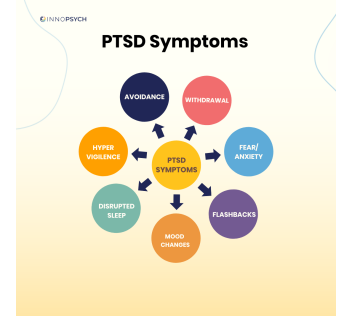 INNOPSYCH
PTSD Symptoms
AVOIDANCE
WITHDRAWAL
HYPER
VIGILENCE
PTSD
SYMPTOMS
FEAR/
ANXIETY
DISRUPTED
SLEEP
FLASHBACKS
MOOD
CHANGES